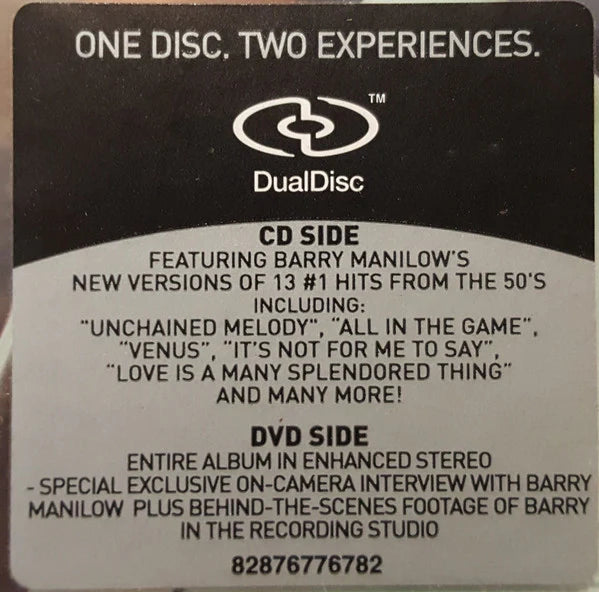 ONE DISC. TWO EXPERIENCES.
TM
DualDisc
CD SIDE
FEATURING BARRY MANILOW'S
NEW VERSIONS OF 13 #1 HITS FROM THE 50'S
INCLUDING:
"UNCHAINED MELODY", "ALL IN THE GAME",
"VENUS", "IT'S NOT FOR ME TO SAY",
"LOVE IS A MANY SPLENDORED THING"
AND MANY MORE!
DVD SIDE
ENTIRE ALBUM IN ENHANCED STEREO
- SPECIAL EXCLUSIVE ON-CAMERA INTERVIEW WITH BARRY
MANILOW PLUS BEHIND-THE-SCENES FOOTAGE OF BARRY
IN THE RECORDING STUDIO
82876776782